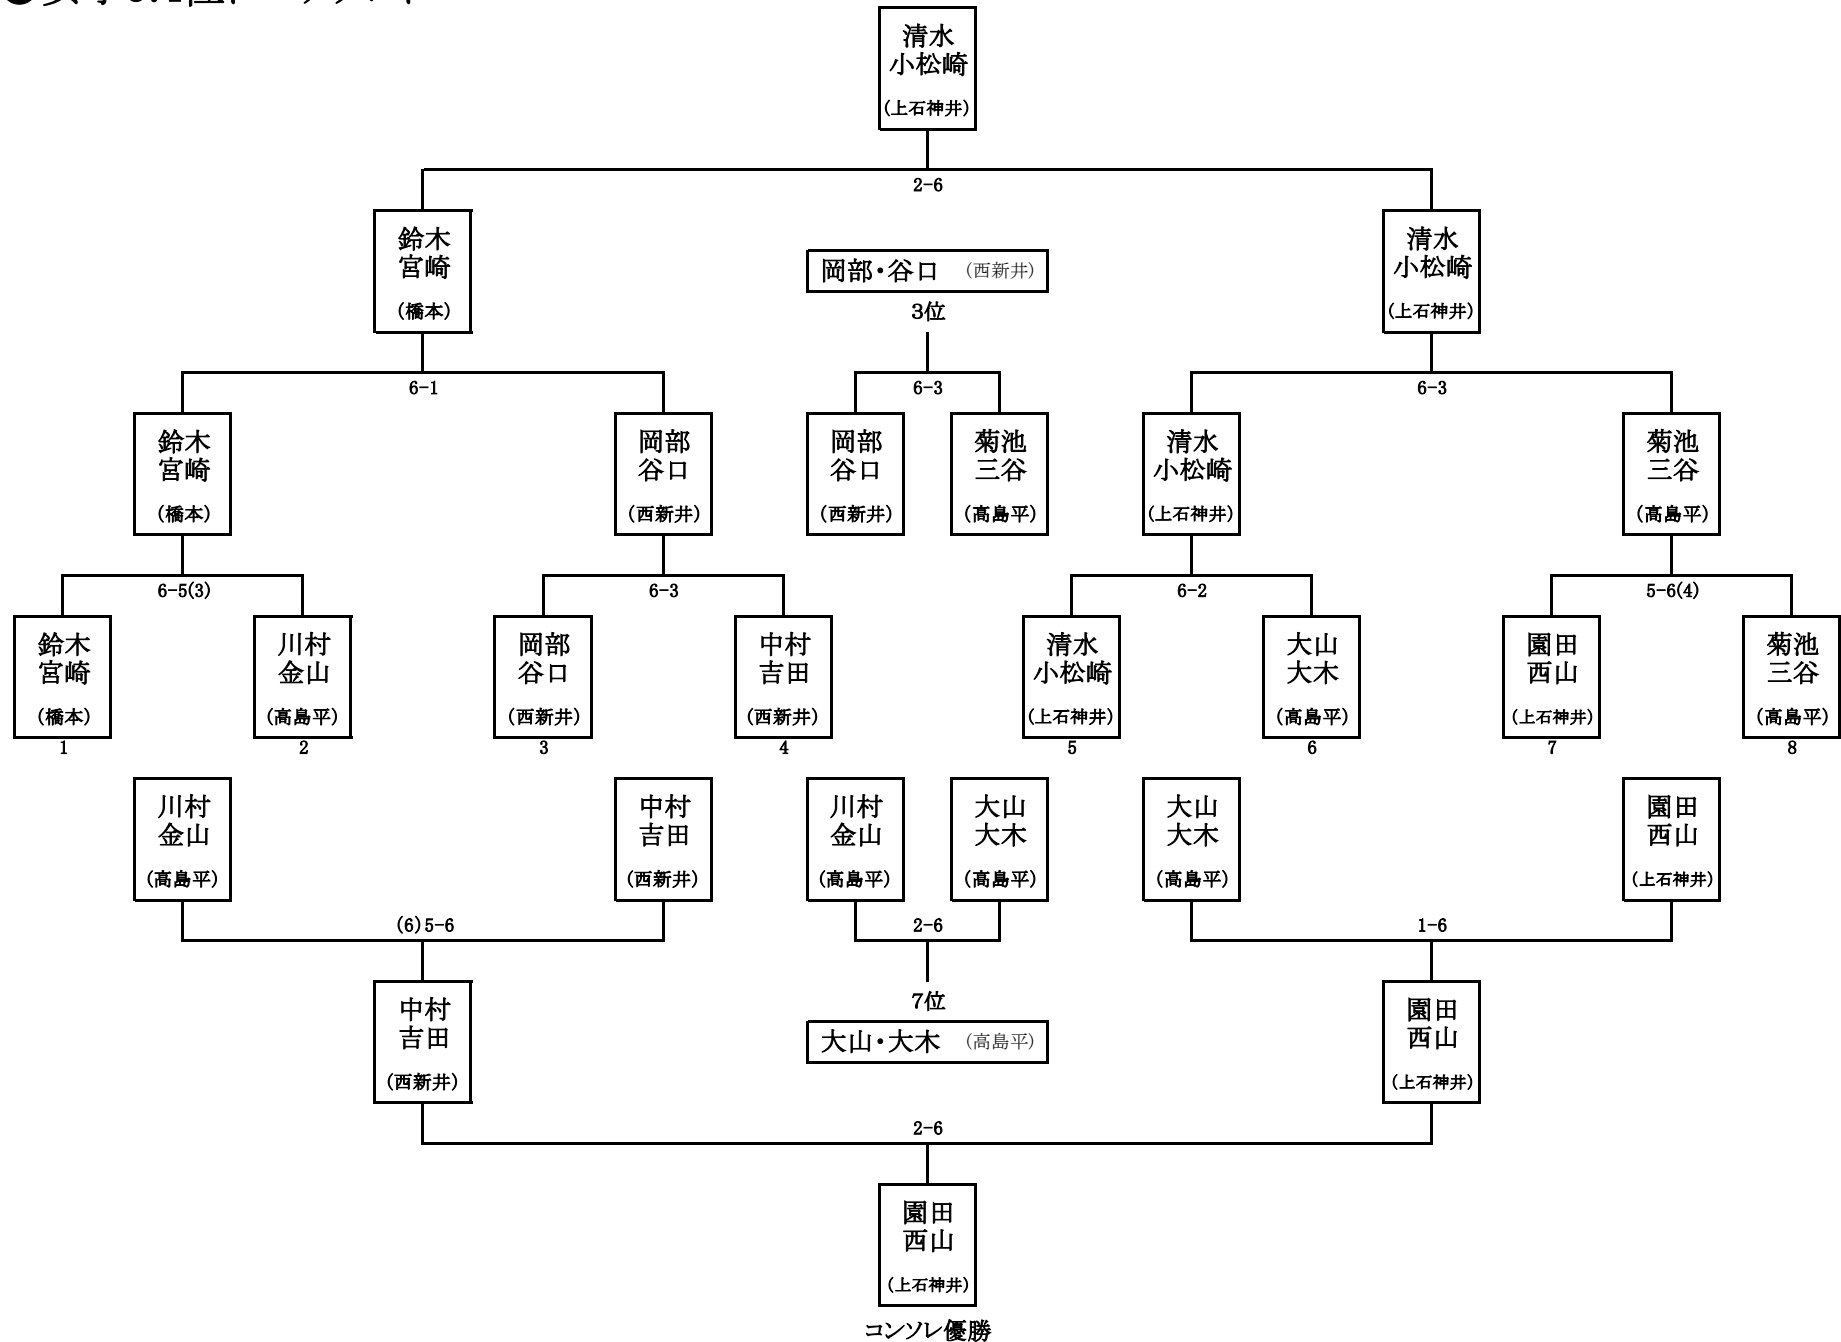 清水
小松崎
(上石神井)
2-6
鈴木
宮崎
(橋本)
岡部・谷口 (西新井)
3位
清水
小松崎
(上石神井)
6-1
6-3
6-3
鈴木
宮崎
(橋本)
岡部
谷口
(西新井)
岡部
谷口
(西新井)
菊池
三谷
(高島平)
清水
小松崎
(上石神井)
菊池
三谷
(高島平)
6-5(3)
6-3
6-2
5-6(4)
鈴木
宮崎
(橋本)
1
川村
金山
(高島平)
2
岡部
谷口
(西新井)
3
中村
吉田
(西新井)
4
清水
小松崎
(上石神井)
5
大山
大木
(高島平)
6
園田
西山
(上石神井)
7
菊池
三谷
(高島平)
8
川村
金山
(高島平)
中村
吉田
(西新井)
川村
金山
(高島平)
大山
大木
(高島平)
大山
大木
(高島平)
園田
西山
(上石神井)
(6)5-6
2-6
1-6
中村
吉田
(西新井)
7位
大山・大木 (高島平)
園田
西山
(上石神井)
2-6
園田
西山
(上石神井)
コンソレ優勝